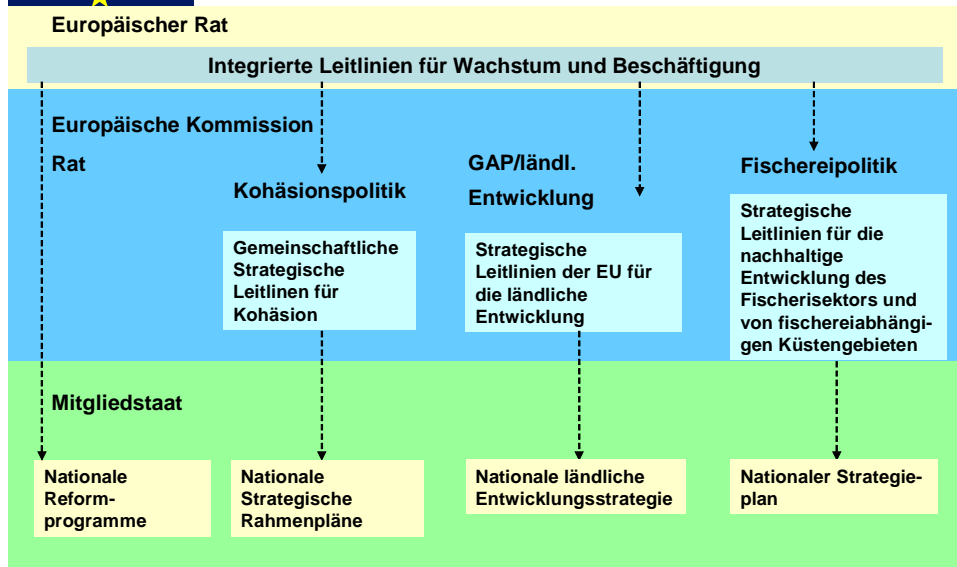 Europäischer Rat
Integrierte Leitlinien für Wachstum und Beschäftigung
Europäische Kommission
Rat
Kohäsionspolitik
Gemeinschaftliche
Strategische
Leitlinen für
Kohäsion
GAP/ländl.
Entwicklung
Strategische
Leitlinien der EU für
die ländliche
Entwicklung
Fischereipolitik
Strategische
Leitlinien für die
nachhaltige
Entwicklung des
Fischerisektors und
von fischereiabhängi-
gen Küstengebieten
Mitgliedstaat
Nationale
Reform-
programme
Nationale
Strategische
Rahmenpläne
Nationale ländliche
Entwicklungsstrategie
Nationaler Strategie-
plan